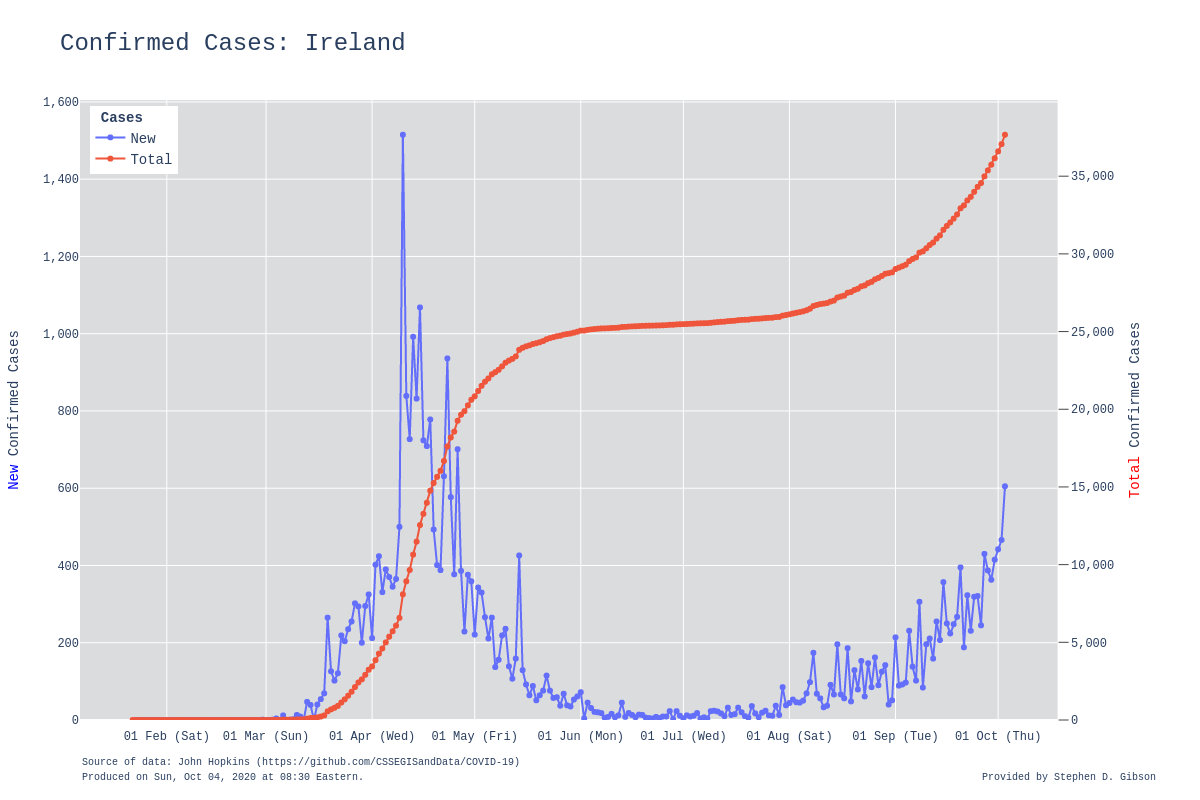 Confirmed Cases: Ireland
Cases
New
Total
1,600
1,400
1,200
1,000
800
600
400
200
0
35,000
30,000
25,000
20,000
15,000
10,000
5,000
0
New Confirmed Cases
Total Confirmed Cases
01 Feb (Sat) 01 Mar (Sun) 01 Apr (Wed) 01 May (Fri) 01 Jun (Mon) 01 Jul (Wed) 01 Aug (Sat) 01 Sep (Tue) 01 Oct (Thu)
Source of data: John Hopkins (https://github.com/CSSEGISandData/COVID-19)
Produced on Sun, Oct 04, 2020 at 08:30 Eastern.
Provided by Stephen D. Gibson